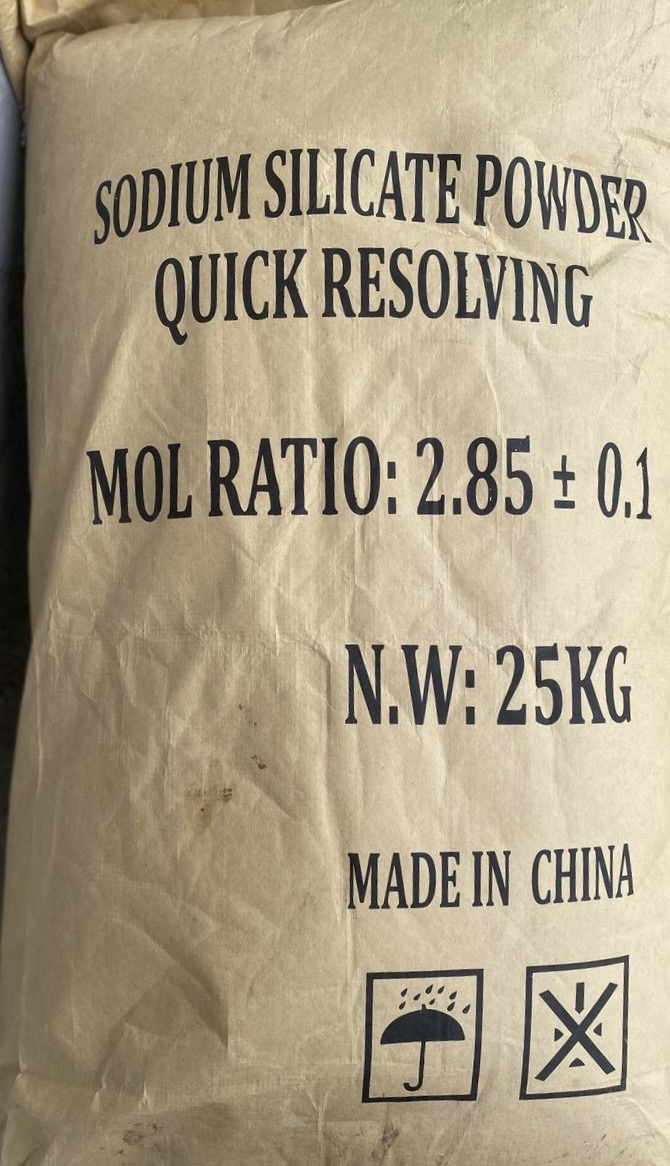 SODIUM SILICATE POWDER
QUICK RESOLVING
MOL RATIO: 2.85 ± 0.1
N.W: 25KG
MADE IN CHINA